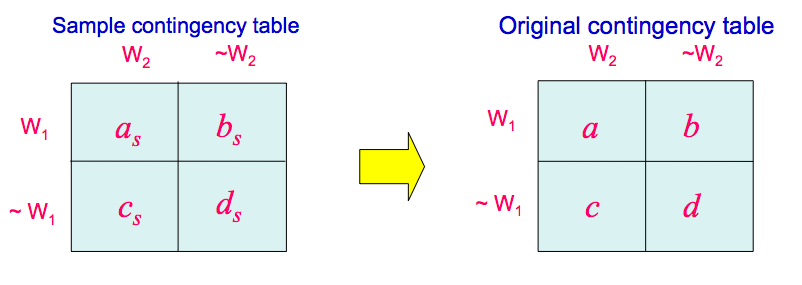 Sample contingency table
W2 ~W2
W1 as bs
~ W1 cs ds
Original contingency table
W2 ~W2
W1 a b
~ W1 c d